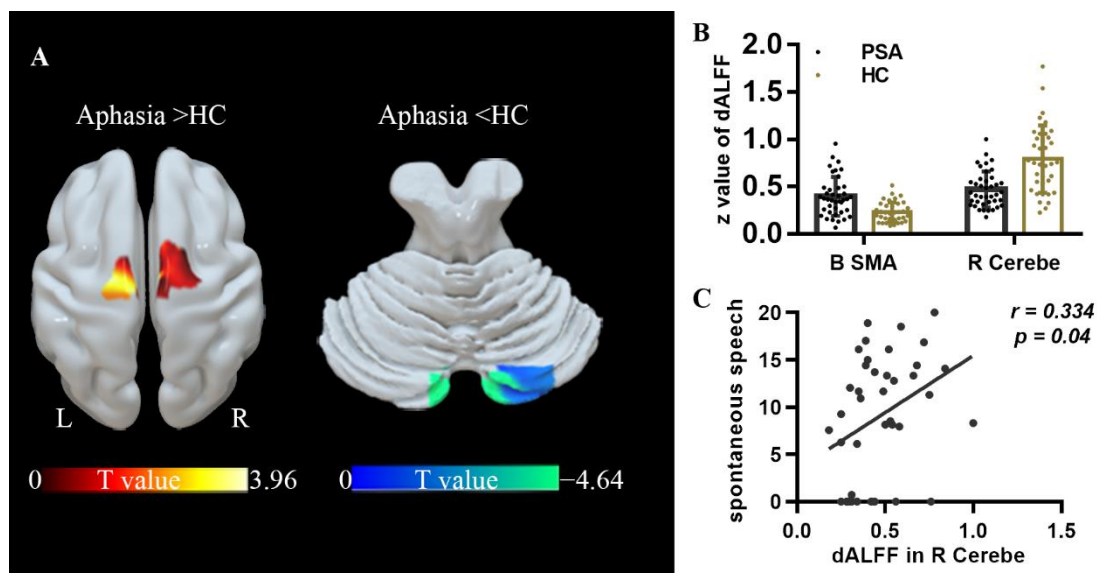 A
Aphasia >HC
Aphasia <HC
L
R
0 T value 3.96
0 T value −4.64
B
PSA
HC
z value of dALFF
2.0
1.5
1.0
0.5
0.0
B SMA
R Cerebe
C
r = 0.334
p = 0.04
spontaneous speech
20
15
10
5
0
0.0
0.5
1.0
1.5
dALFF in R Cerebe